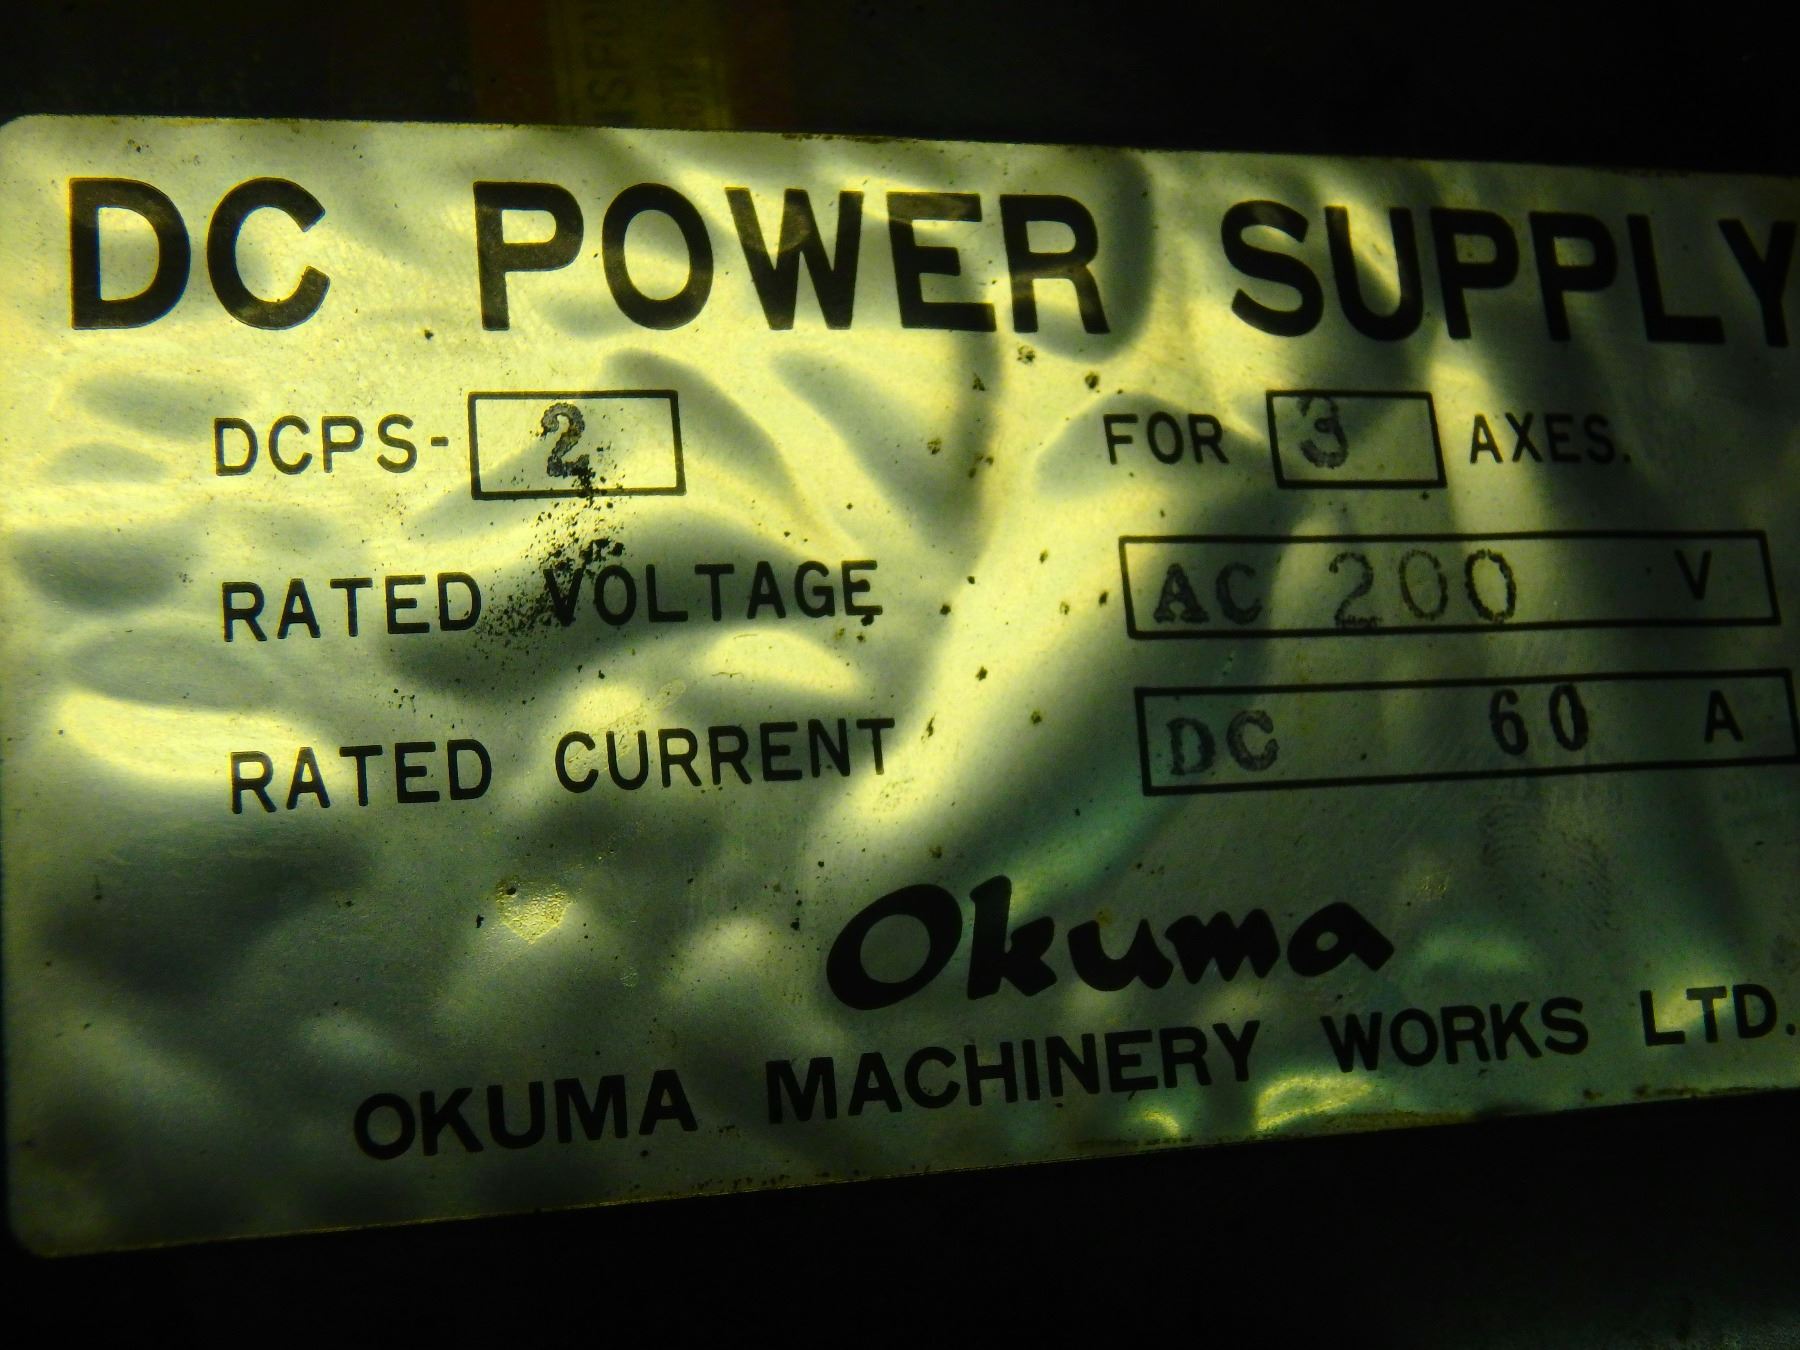 DC POWER SUPPLY
DCPS- 2 FOR 3 AXES.
RATED VOLTAGE AC 200 V
RATED CURRENT DC 60 A
Okuma
OKUMA MACHINERY WORKS LTD.